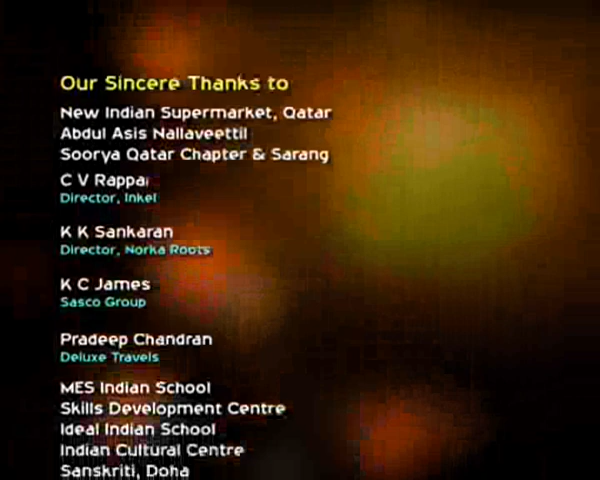 Our Sincere Thanks to
New Indian Supermarket, Qatar
Abdul Asis Nallaveettil
Soorya Qatar Chapter & Sarang
C V Rappai
Director, Inkel
K K Sankaran
Director, Norka Roots
K C James
Sasco Group
Pradeep Chandran
Deluxe Travels
MES Indian School
Skills Development Centre
Ideal Indian School
Indian Cultural Centre
Sanskriti, Doha